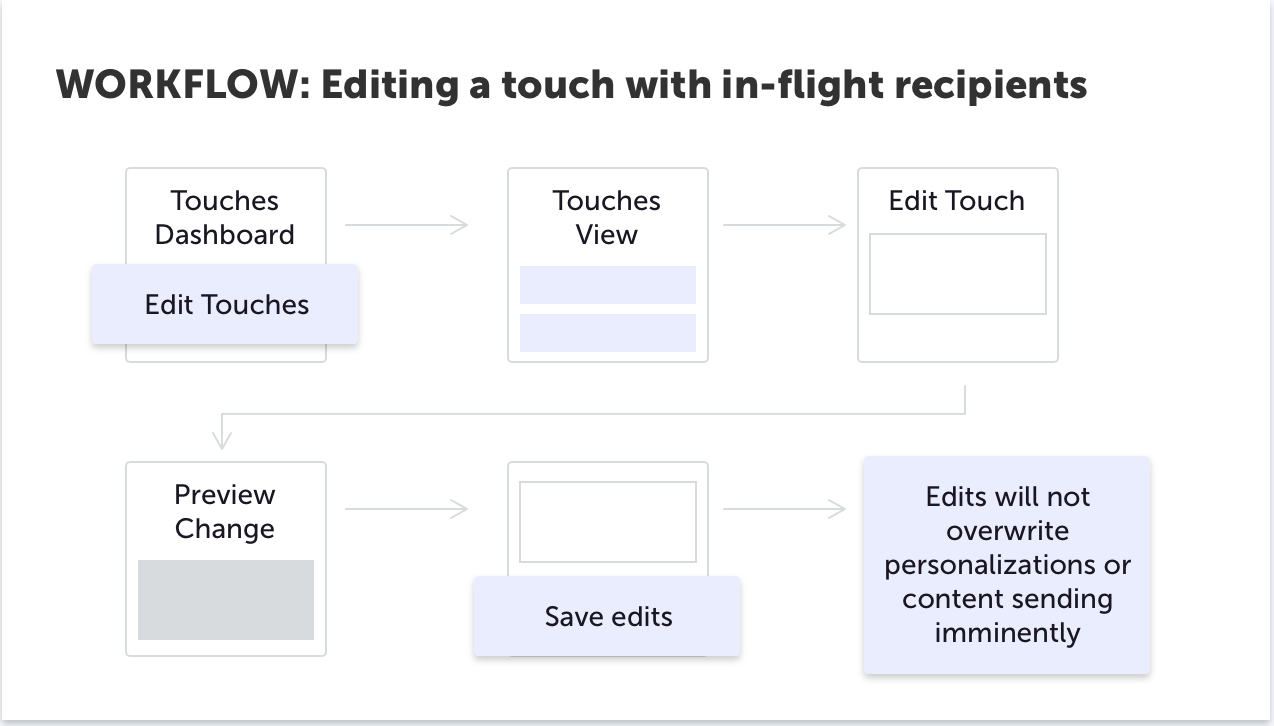 WORKFLOW: Editing a touch with in-flight recipients
Touches
Dashboard
Edit Touches
Touches
View
Edit Touch
Preview
Change
Save edits
Edits will not
overwrite
personalizations or
content sending
imminently